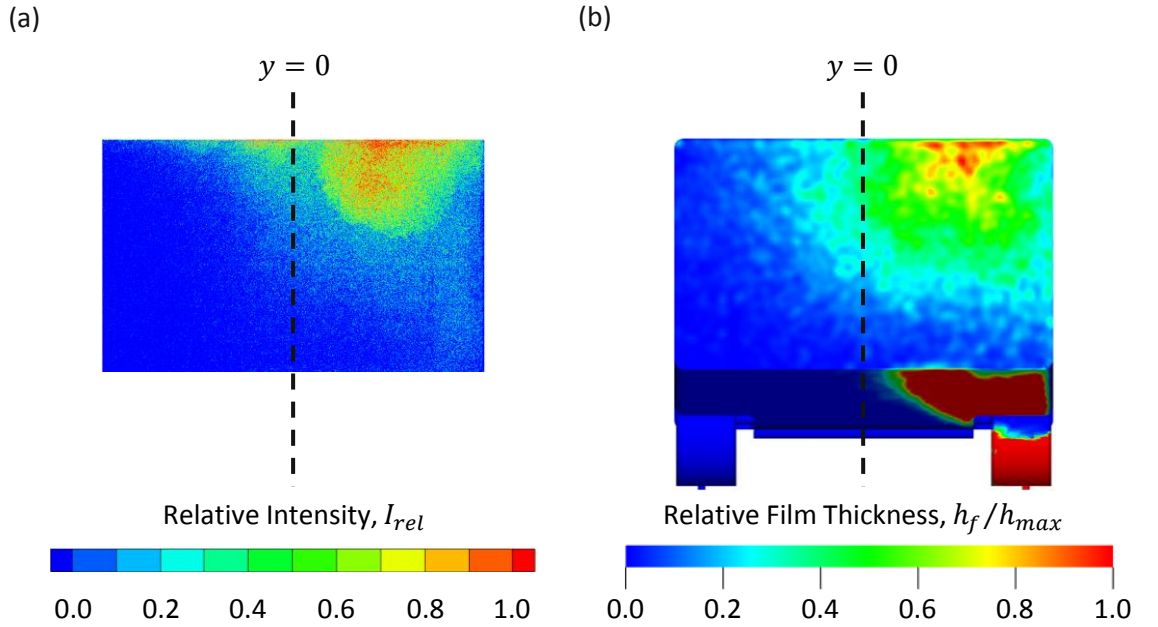 (a)
(b)
y = 0
y = 0
Relative Intensity, I_rel
0.0 0.2 0.4 0.6 0.8 1.0
Relative Film Thickness, h_f/h_max
0.0 0.2 0.4 0.6 0.8 1.0